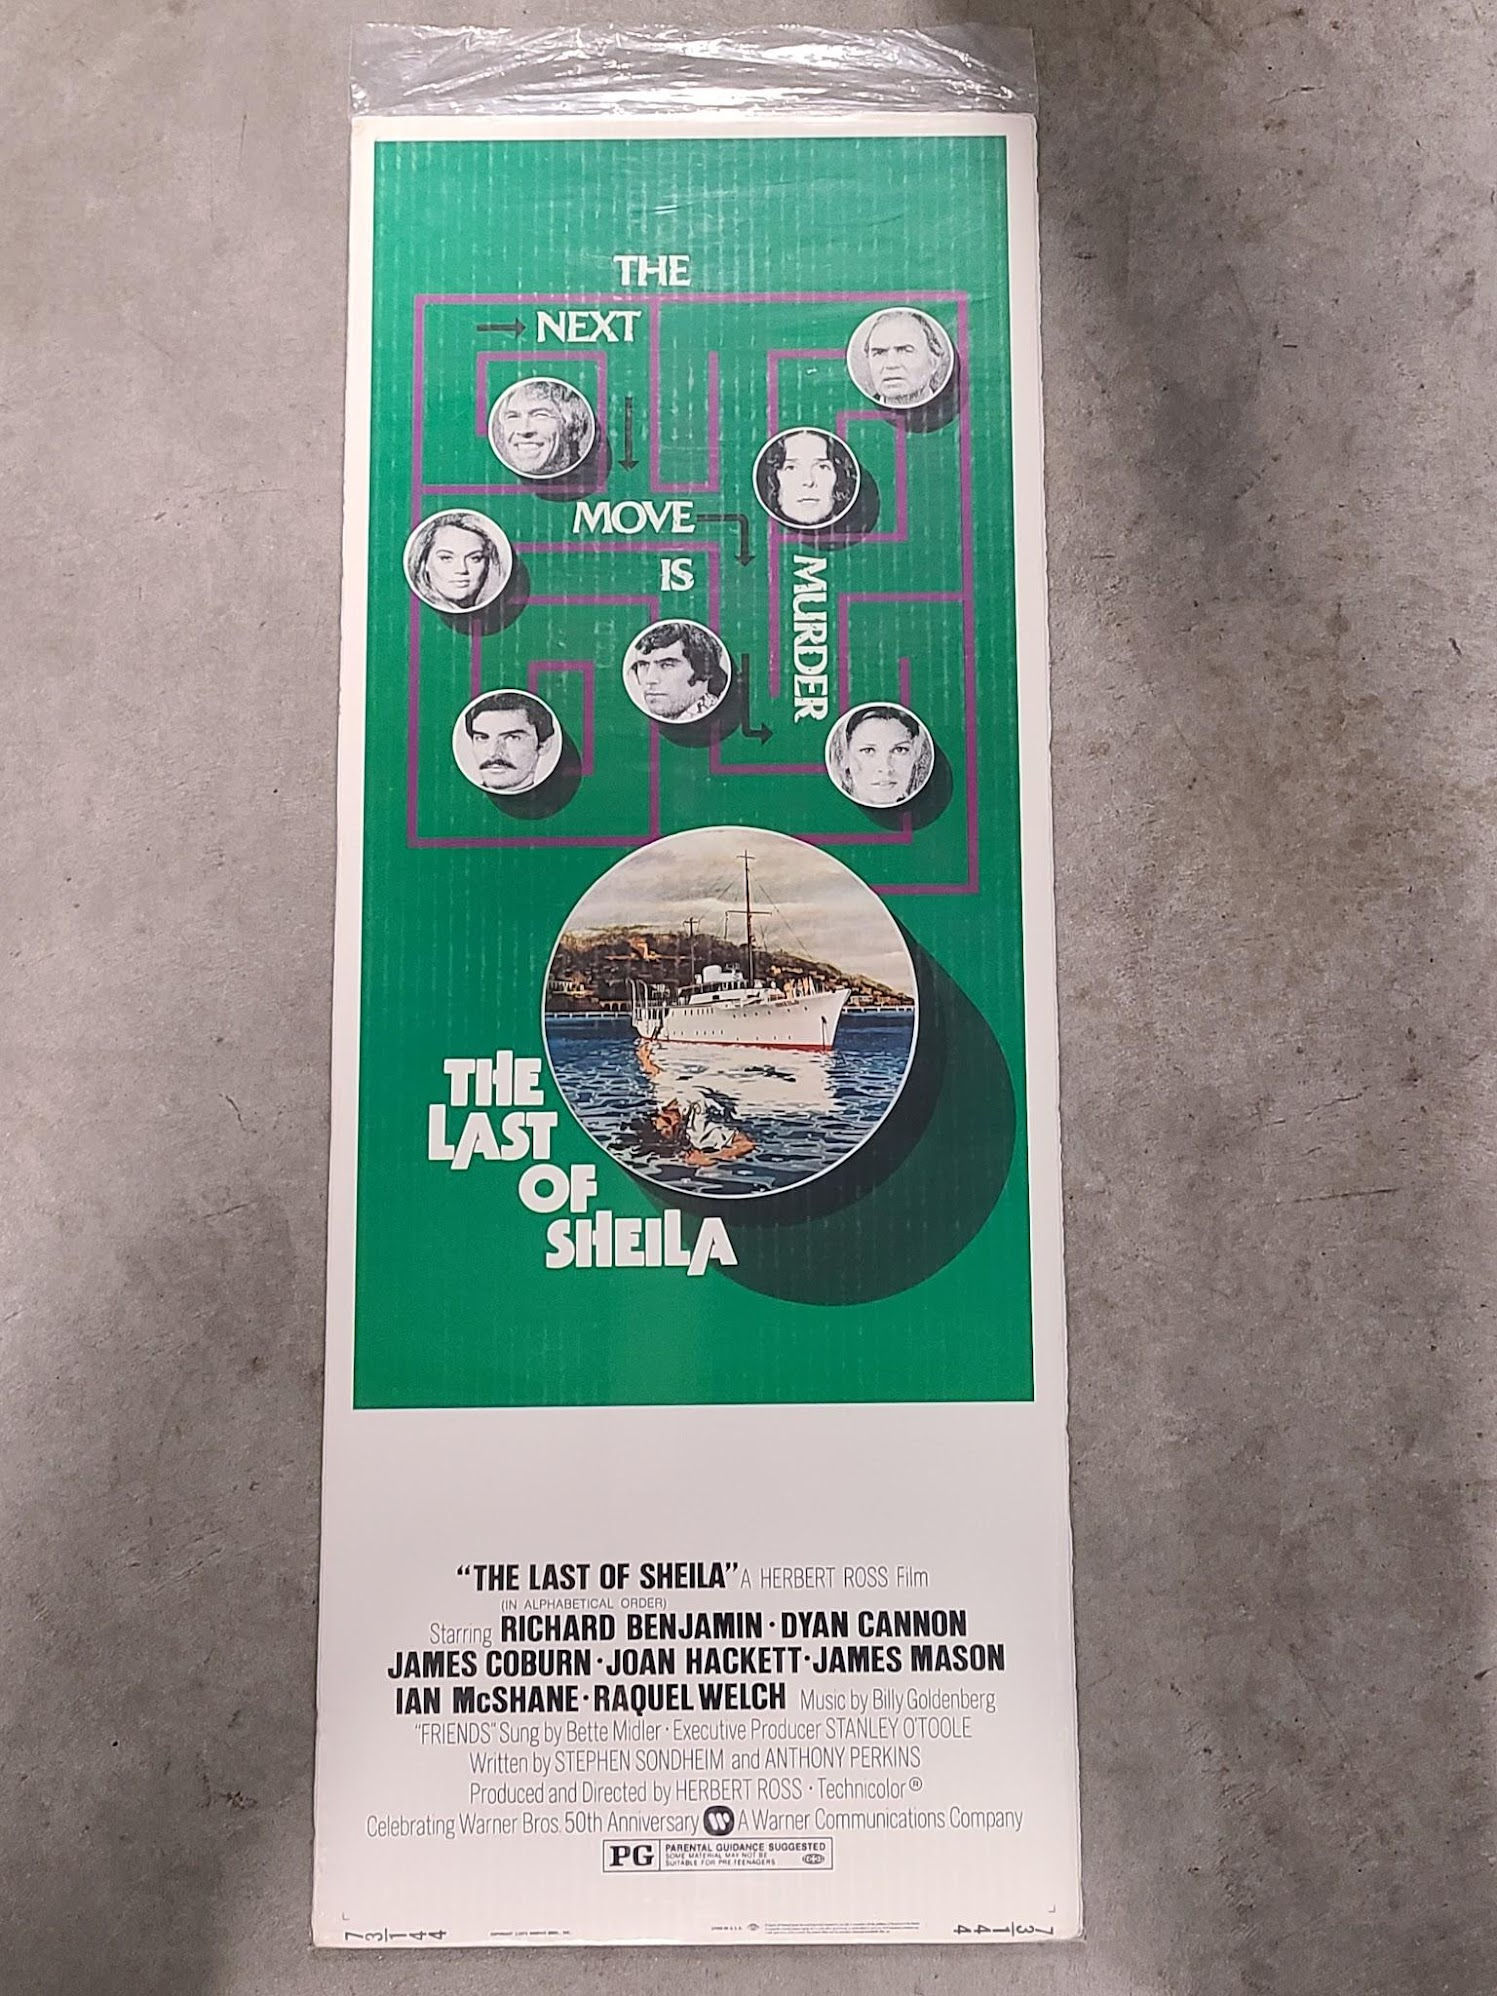 THE
NEXT
MOVE
IS
MURDER
THE
LAST
OF
SHEILA
“THE LAST OF SHEILA” A HERBERT ROSS Film
(IN ALPHABETICAL ORDER)
Starring RICHARD BENJAMIN · DYAN CANNON
JAMES COBURN · JOAN HACKETT · JAMES MASON
IAN McSHANE · RAQUEL WELCH Music by Billy Goldenberg
"FRIENDS" Sung by Bette Midler · Executive Producer STANLEY O'TOOLE
Written by STEPHEN SONDHEIM and ANTHONY PERKINS
Produced and Directed by HERBERT ROSS · Technicolor®
Celebrating Warner Bros. 50th Anniversary W A Warner Communications Company
PG PARENTAL GUIDANCE SUGGESTED
SOME MATERIAL MAY NOT BE
SUITABLE FOR PRE-TEENAGERS
73/144
73/144